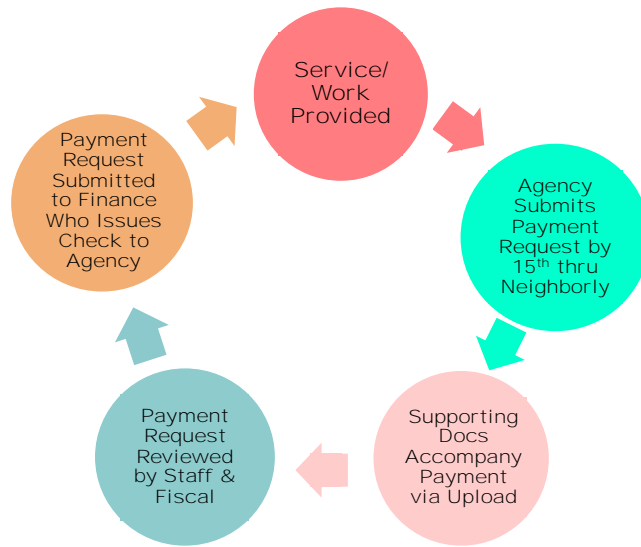 Service/
Work
Provided
Agency
Submits
Payment
Request by
15th thru
Neighborly
Supporting
Docs
Accompany
Payment
via Upload
Payment
Request
Reviewed
by Staff &
Fiscal
Payment
Request
Submitted
to Finance
Who Issues
Check to
Agency